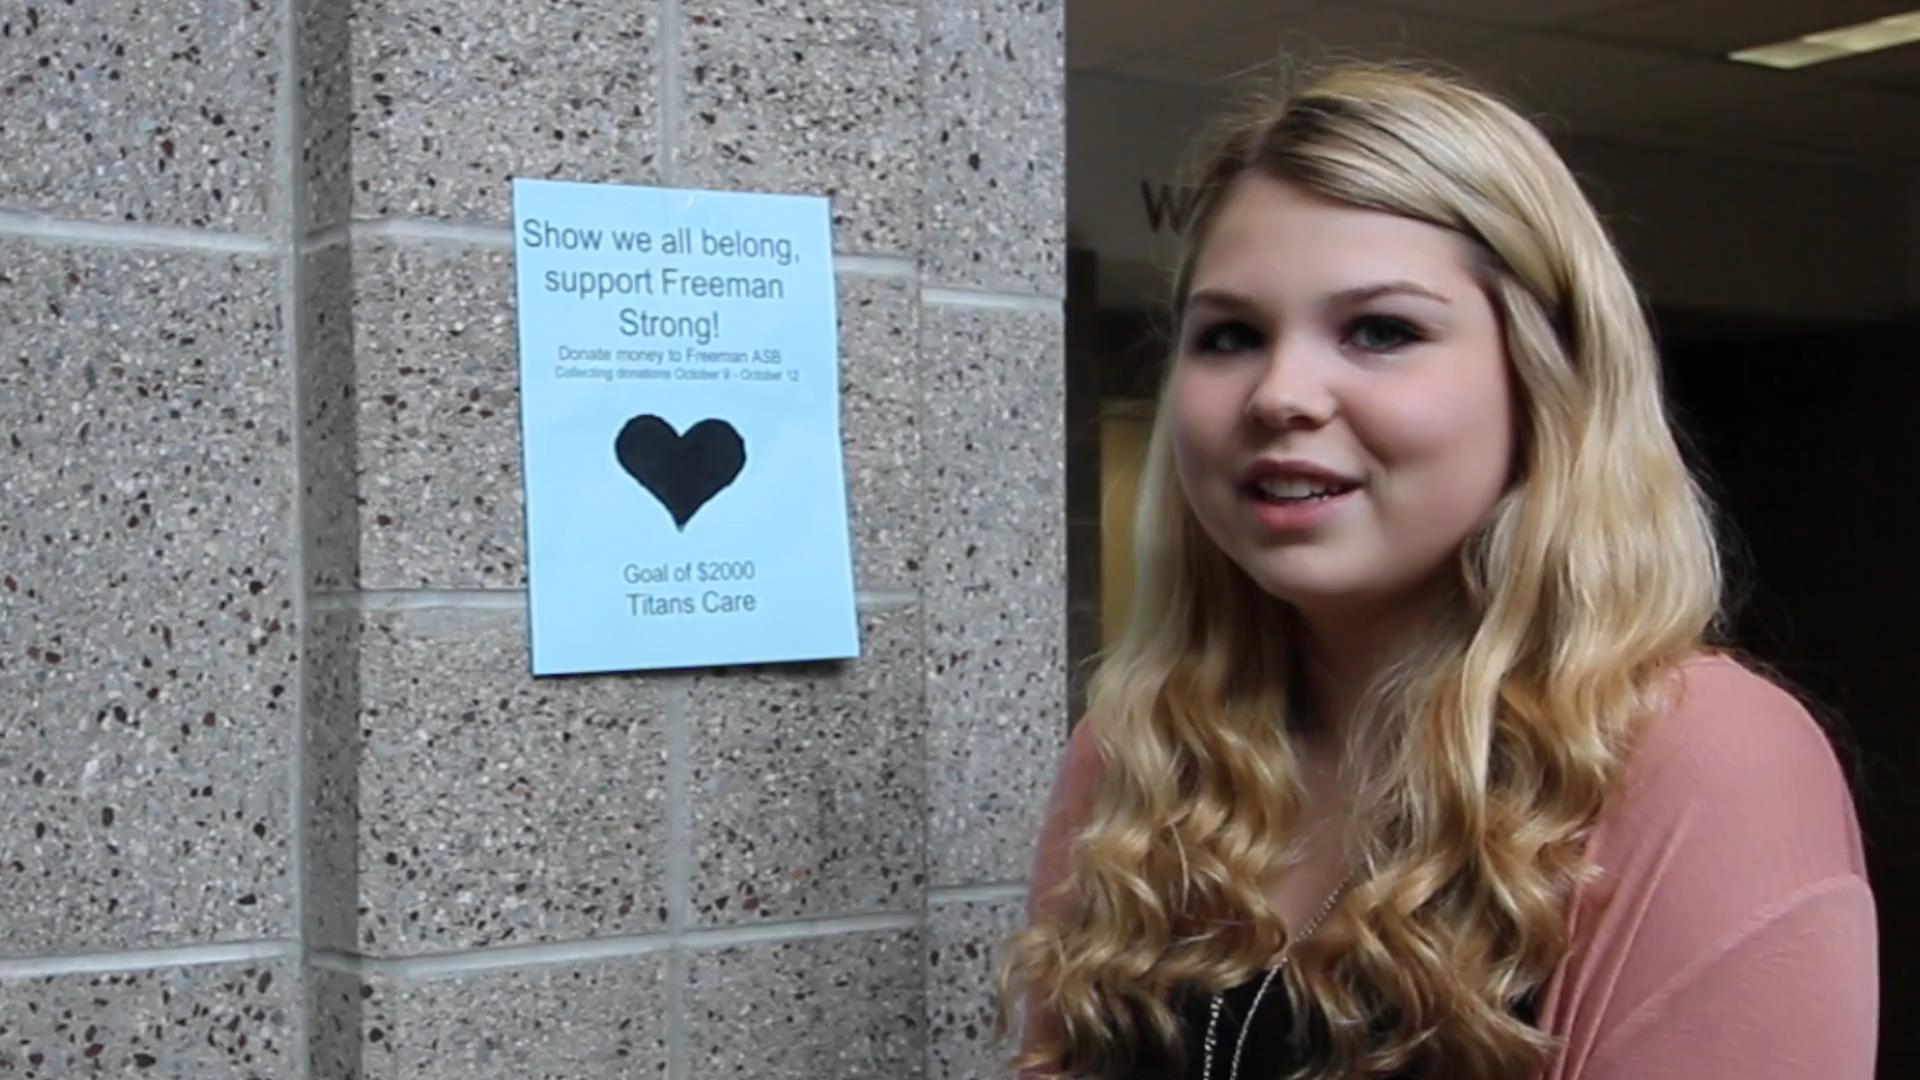 Show we all belong,
support Freeman
Strong!
Donate money to Freeman ASB
Collecting donations October 9 - October 12
Goal of $2000
Titans Care